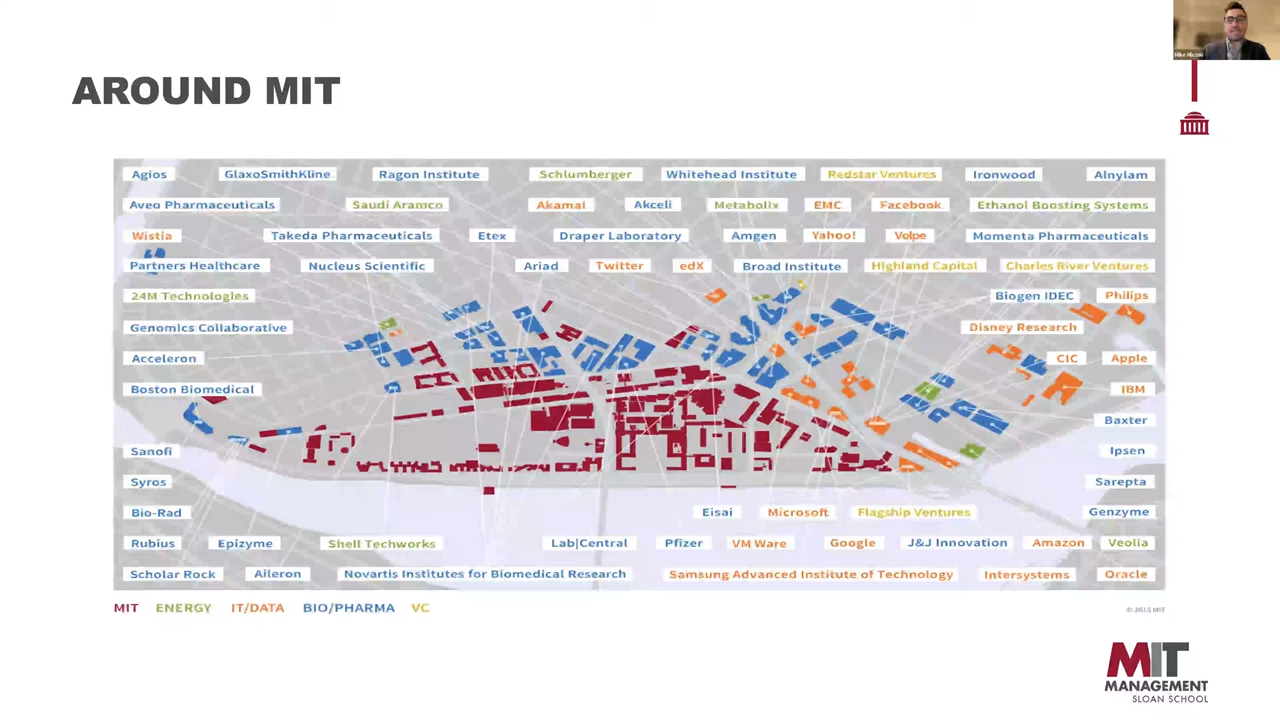 AROUND MIT
Agios GlaxoSmithKline Ragon Institute Schlumberger Whitehead Institute Redstar Ventures Ironwood Alnylam
Aveo Pharmaceuticals Saudi Aramco Akamai Akceli Metabolix EMC Facebook Ethanol Boosting Systems
Wistia Takeda Pharmaceuticals Etex Draper Laboratory Amgen Yahoo! Volpe Momenta Pharmaceuticals
Partners Healthcare Nucleus Scientific Ariad Twitter edX Broad Institute Highland Capital Charles River Ventures
24M Technologies Biogen IDEC Philips
Genomics Collaborative Disney Research
Acceleron CIC Apple
Boston Biomedical IBM
Baxter
Sanofi Ipsen
Syros Sarepta
Bio-Rad Eisai Microsoft Flagship Ventures Genzyme
Rubius Epizyme Shell Techworks Lab|Central Pfizer VM Ware Google J&J Innovation Amazon Veolia
Scholar Rock Aileron Novartis Institutes for Biomedical Research Samsung Advanced Institute of Technology Intersystems Oracle
MIT ENERGY IT/DATA BIO/PHARMA VC
© 2015 MIT
MIT
MANAGEMENT
SLOAN SCHOOL